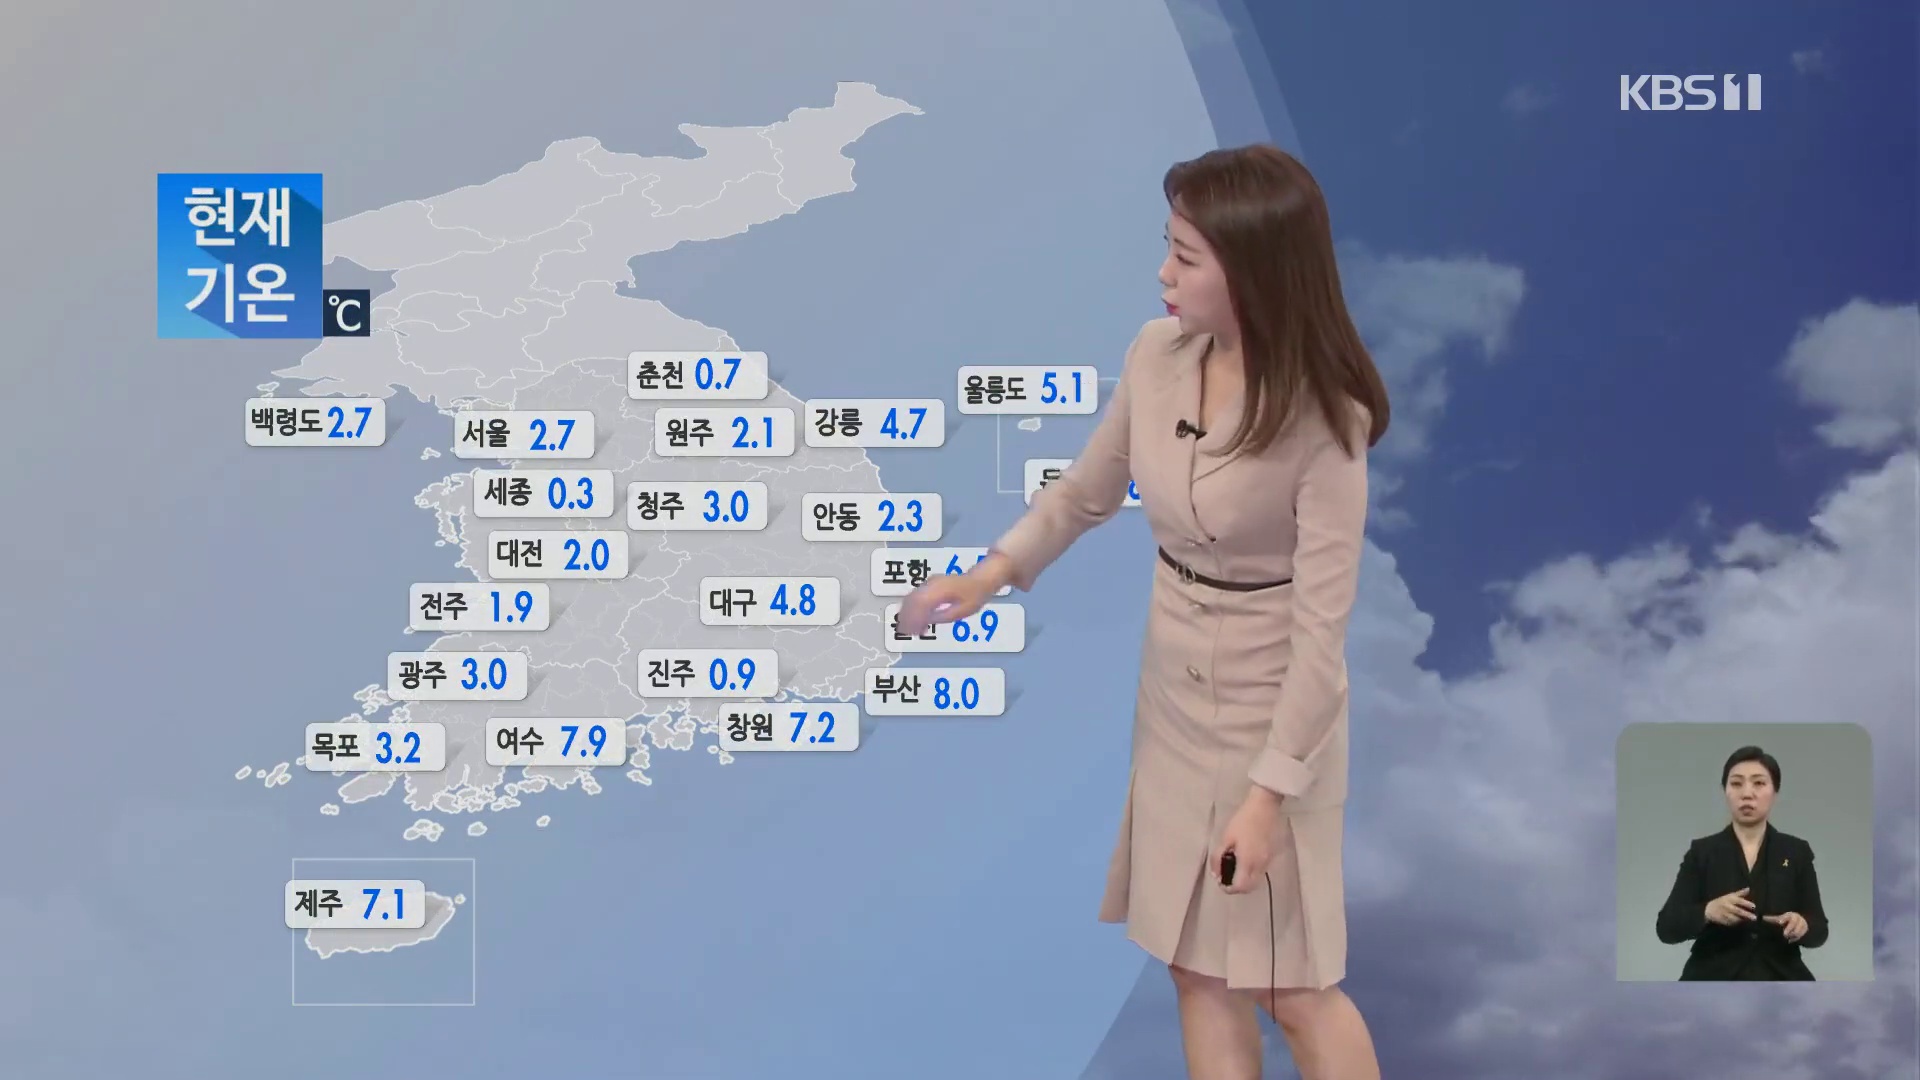 KBS 1
현재
기온
℃
춘천 0.7
울릉도 5.1
백령도 2.7
서울 2.7
원주 2.1
강릉 4.7
세종 0.3
청주 3.0
안동 2.3
대전 2.0
포항
전주 1.9
대구 4.8
6.9
광주 3.0
진주 0.9
부산 8.0
목포 3.2
여수 7.9
창원 7.2
제주 7.1